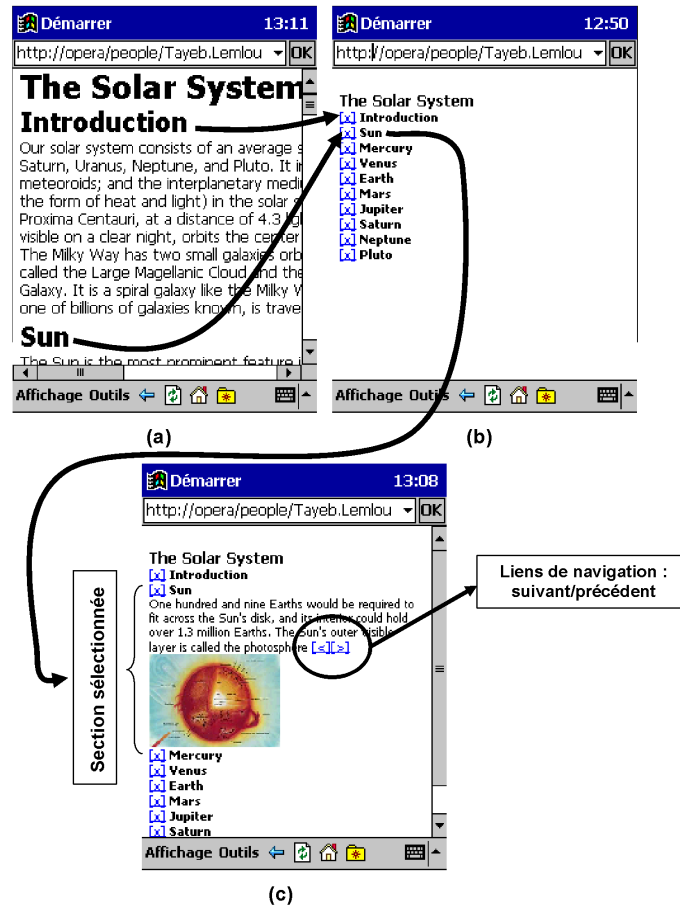 Démarrer 13:11
http://opera/people/Tayeb.Lemlou OK
The Solar System
Introduction
Our solar system consists of an average s
Saturn, Uranus, Neptune, and Pluto. It i
meteoroids; and the interplanetary medi
the form of heat and light) in the solar s
Proxima Centauri, at a distance of 4.3 lig
visible on a clear night, orbits the center
The Milky Way has two small galaxies orb
called the Large Magellanic Cloud and the
Galaxy. It is a spiral galaxy like the Milky W
one of billions of galaxies known, is trave
Sun
The Sun is the most prominent feature i
Affichage Outils
(a)
Démarrer 12:50
http://opera/people/Tayeb.Lemlou OK
The Solar System
[x] Introduction
[x] Sun
[x] Mercury
[x] Venus
[x] Earth
[x] Mars
[x] Jupiter
[x] Saturn
[x] Neptune
[x] Pluto
Affichage Outils
(b)
Démarrer 13:08
http://opera/people/Tayeb.Lemlou OK
The Solar System
[x] Introduction
[x] Sun
One hundred and nine Earths would be required to
fit across the Sun's disk, and its interior could hold
over 1.3 million Earths. The Sun's outer visible
layer is called the photosphere [<][>]
[x] Mercury
[x] Venus
[x] Earth
[x] Mars
[x] Jupiter
[x] Saturn
Affichage Outils
(c)
Section sélectionnée
Liens de navigation :
suivant/précédent